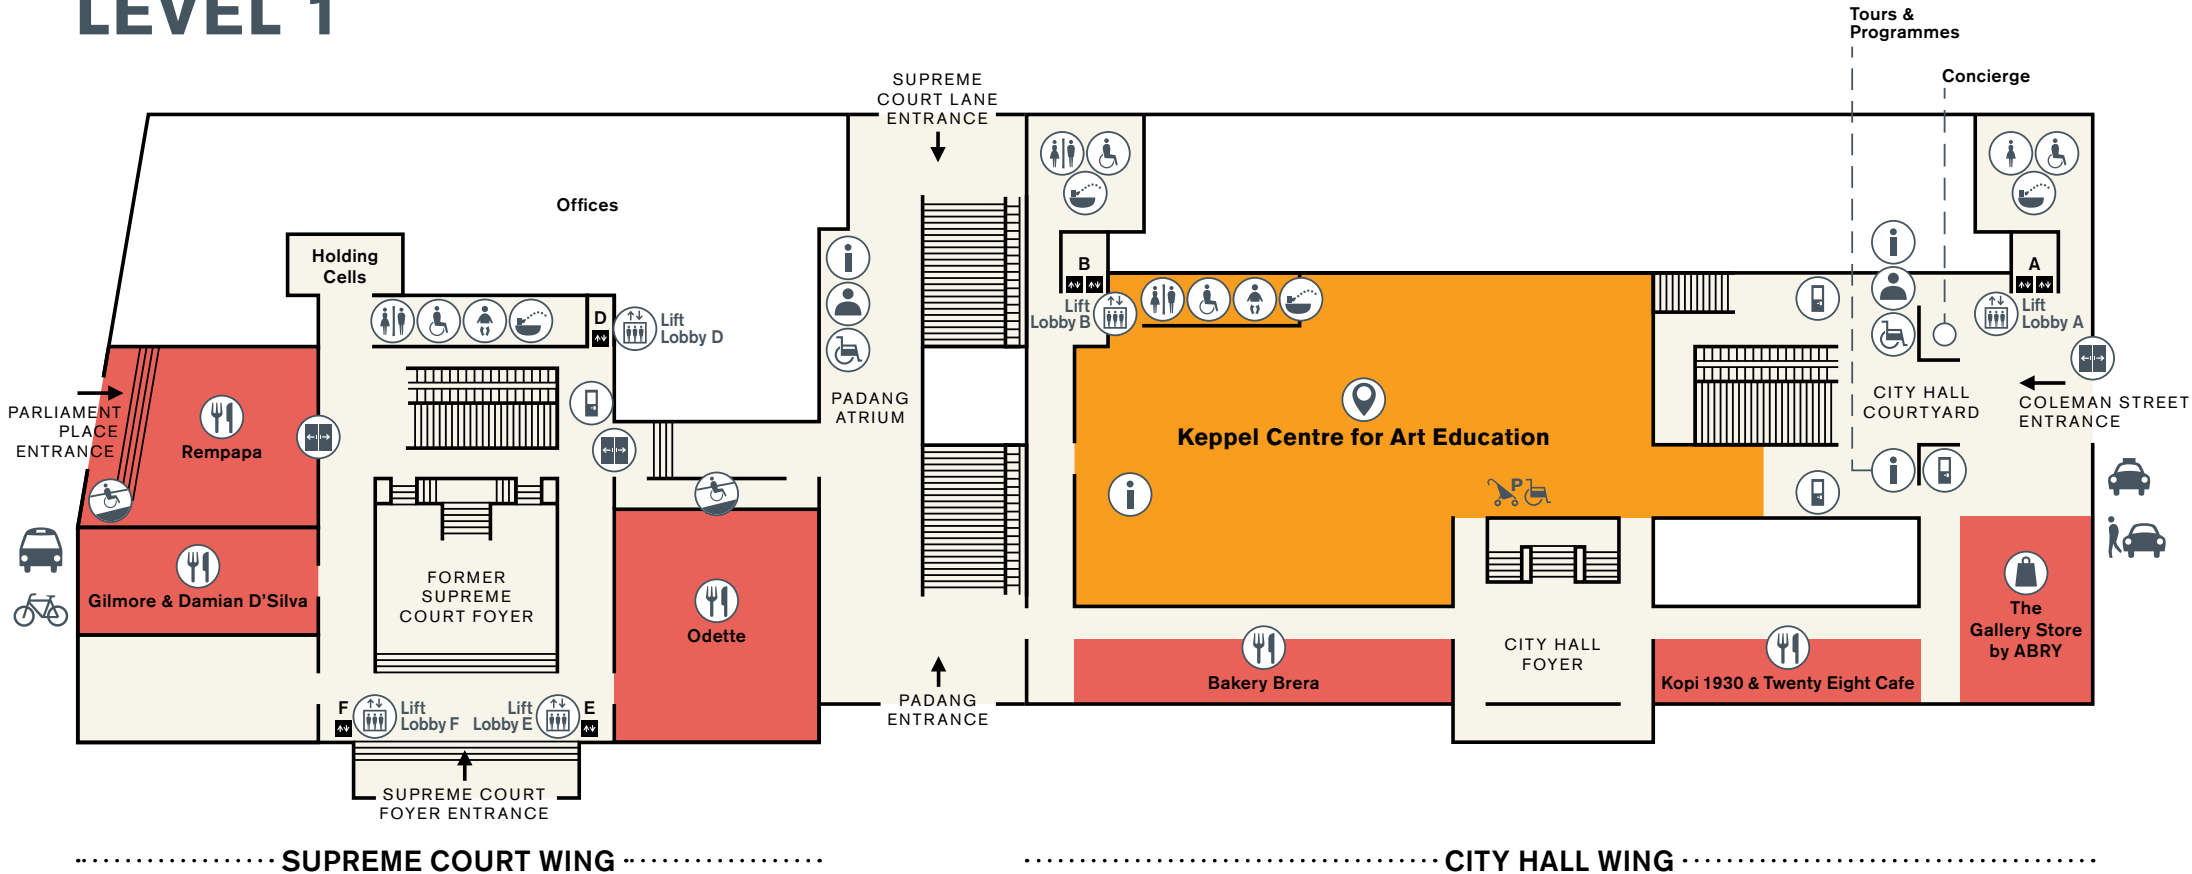 LEVEL 1
Tours &
Programmes
Concierge
SUPREME
COURT LANE
ENTRANCE
Offices
Holding
Cells
D
Lift
Lobby D
B
Lift
Lobby B
A
Lift
Lobby A
PARLIAMENT
PLACE
ENTRANCE
Rempapa
PADANG
ATRIUM
Keppel Centre for Art Education
P
CITY HALL
COURTYARD
COLEMAN STREET
ENTRANCE
Gilmore & Damian D'Silva
FORMER
SUPREME
COURT FOYER
Odette
CITY HALL
FOYER
The
Gallery Store
by ABRY
Bakery Brera
Kopi 1930 & Twenty Eight Cafe
F
Lift
Lobby F
Lift
Lobby E
E
PADANG
ENTRANCE
SUPREME COURT
FOYER ENTRANCE
SUPREME COURT WING
CITY HALL WING